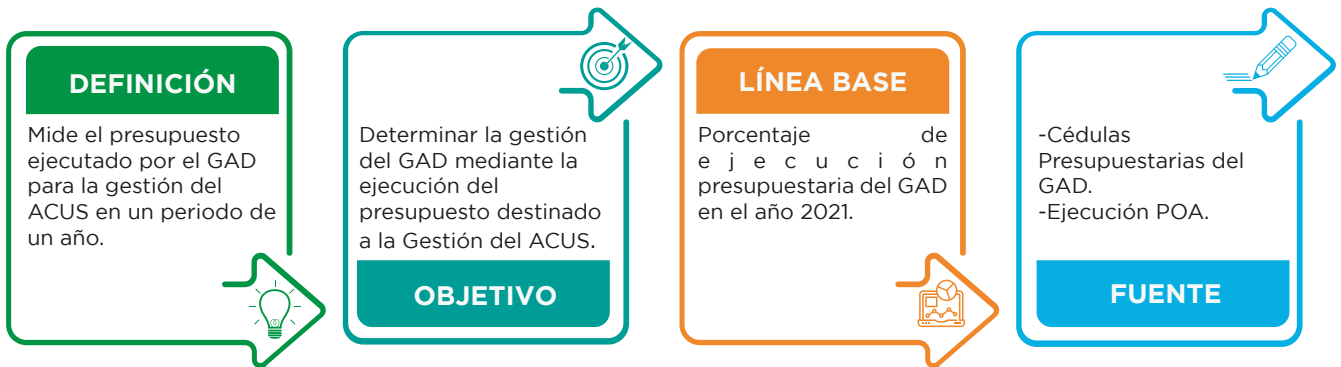 DEFINICIÓN
Mide el presupuesto
ejecutado por el GAD
para la gestión del
ACUS en un periodo de
un año.
Determinar la gestión
del GAD mediante la
ejecución del
presupuesto destinado
a la Gestión del ACUS.
OBJETIVO
LÍNEA BASE
Porcentaje de
ejecución
presupuestaria del GAD
en el año 2021.
-Cédulas
Presupuestarias del
GAD.
-Ejecución POA.
FUENTE